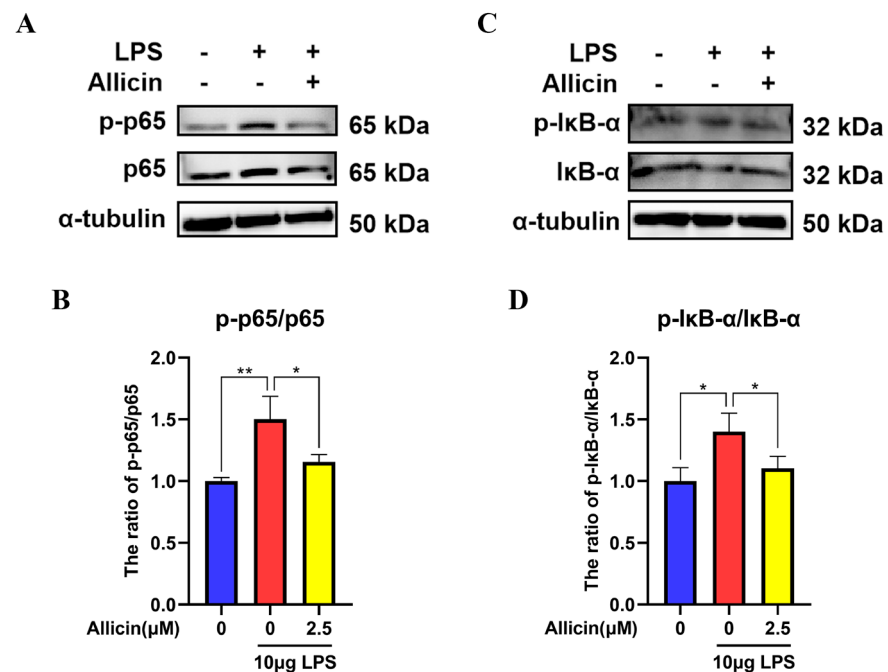 A
LPS - + +
Allicin - - +
p-p65 65 kDa
p65 65 kDa
α-tubulin 50 kDa
C
LPS - + +
Allicin - - +
p-IκB-α 32 kDa
IκB-α 32 kDa
α-tubulin 50 kDa
B
p-p65/p65
The ratio of p-p65/p65
2.0
1.5
1.0
0.5
0.0
** *
Allicin(μM) 0 0 2.5
10μg LPS
D
p-IκB-α/IκB-α
The ratio of p-IκB-α/IκB-α
2.0
1.5
1.0
0.5
0.0
* *
Allicin(μM) 0 0 2.5
10μg LPS